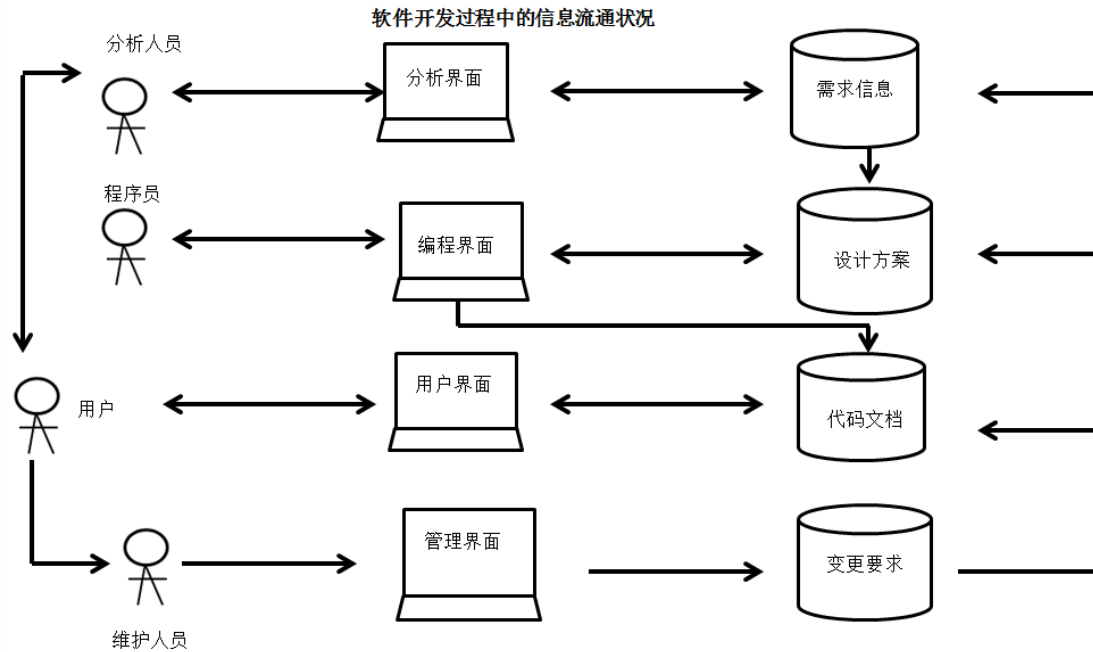 软件开发过程中的信息流通状况
分析人员
分析界面
需求信息
程序员
编程界面
设计方案
用户
用户界面
代码文档
管理界面
变更要求
维护人员